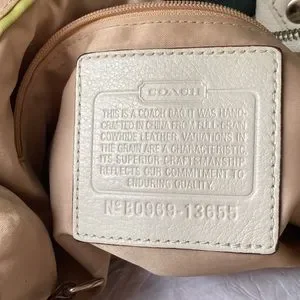 COACH
THIS IS A COACH BAG. IT WAS HAND-
CRAFTED IN CHINA FROM FULL GRAIN
COWHIDE LEATHER. VARIATIONS IN
THE GRAIN ARE A CHARACTERISTIC.
ITS SUPERIOR CRAFTSMANSHIP
REFLECTS OUR COMMITMENT TO
ENDURING QUALITY.
Nº B0969-13655